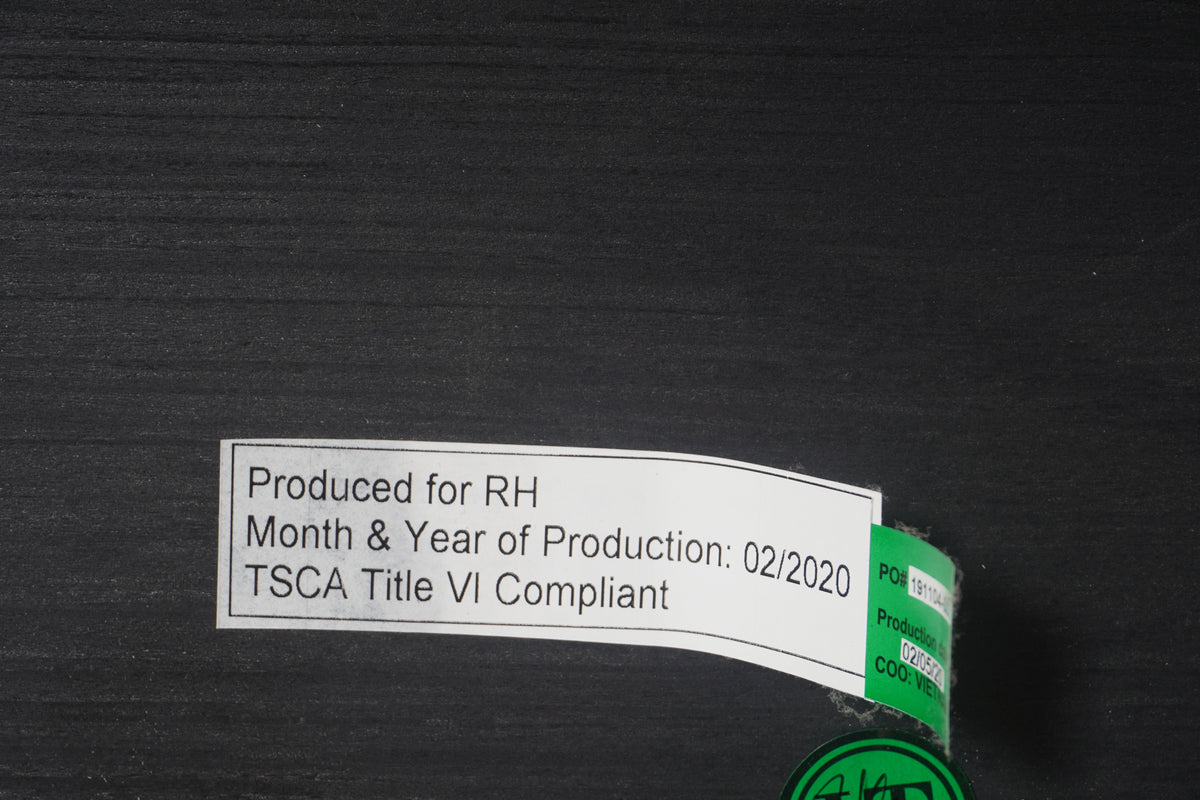 Produced for RH
Month & Year of Production: 02/2020
TSCA Title VI Compliant
PO#
Production
COO: